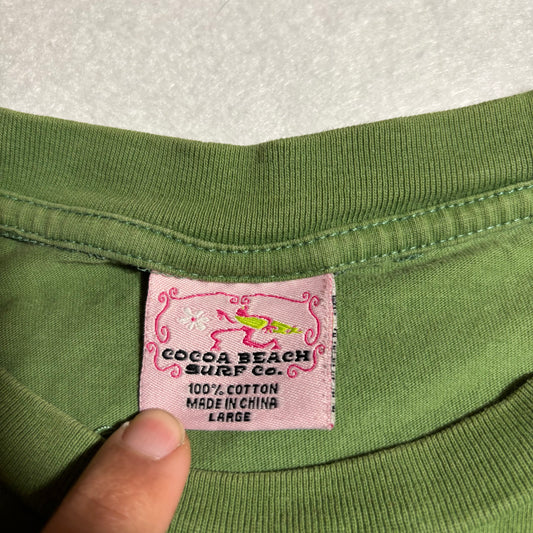 COCOA BEACH
SURF CO.
100% COTTON
MADE IN CHINA
LARGE